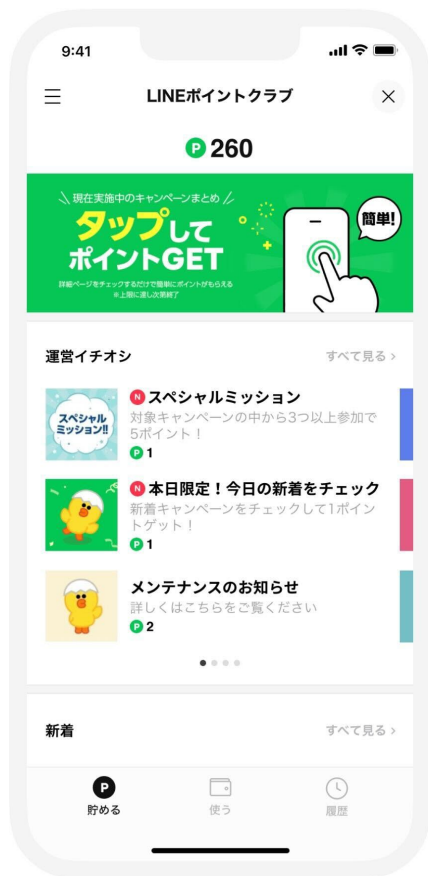 9:41
LINEポイントクラブ
P 260
現在実施中のキャンペーンまとめ
タップして
ポイントGET
詳細ページをチェックするだけで簡単にポイントがもらえる
※上限に達し次第終了
簡単!
運営イチオシ
すべて見る
スペシャル
ミッション!!
N スペシャルミッション
対象キャンペーンの中から3つ以上参加で
5ポイント！
P 1
N 本日限定！今日の新着をチェック
新着キャンペーンをチェックして1ポイン
トゲット！
P 1
メンテナンスのお知らせ
詳しくはこちらをご覧ください
P 2
新着
すべて見る
P
貯める
使う
履歴